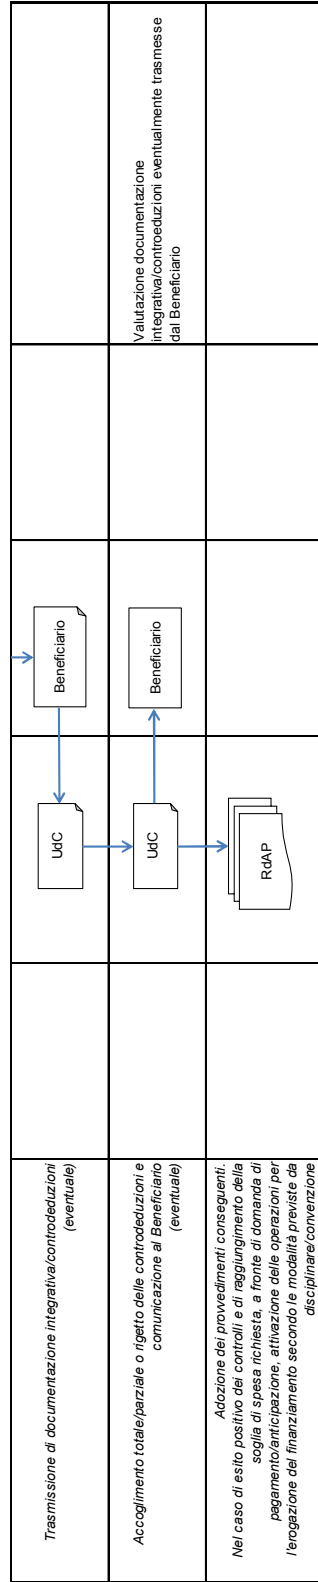 Trasmissione di documentazione integrativa/controdeduzioni
(eventuale)
UdC
Beneficiario
Accoglimento totale/parziale o rigetto delle controdeduzioni e
comunicazione al Beneficiario
(eventuale)
UdC
Beneficiario
Valutazione documentazione
integrativa/controeduzioni eventualmente trasmesse
dal Beneficiario
Adozione dei provvedimenti conseguenti.
Nel caso di esito positivo dei controlli e di raggiungimento della
soglia di spesa richiesta, a fronte di domanda di
pagamento/anticipazione, attivazione delle operazioni per
l'erogazione del finanziamento secondo le modalità previste da
disciplinare/convenzione
RdAP